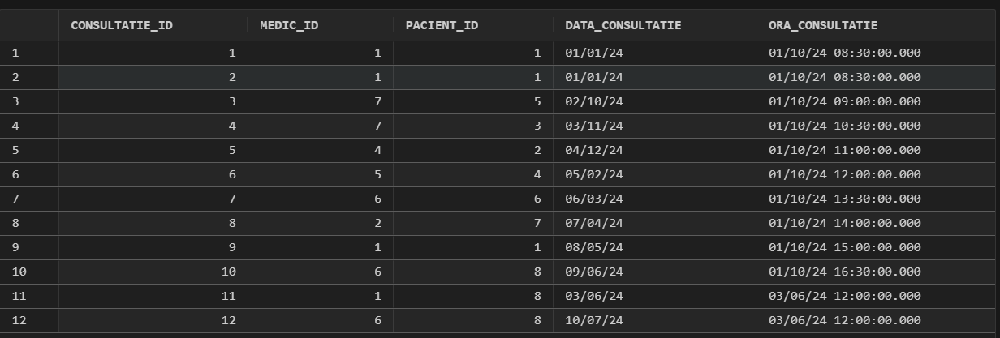 CONSULTATIE_ID MEDIC_ID PACIENT_ID DATA_CONSULTATIE ORA_CONSULTATIE
1 1 1 1 01/01/24 01/10/24 08:30:00.000
2 2 1 1 01/01/24 01/10/24 08:30:00.000
3 3 7 5 02/10/24 01/10/24 09:00:00.000
4 4 7 3 03/11/24 01/10/24 10:30:00.000
5 5 4 2 04/12/24 01/10/24 11:00:00.000
6 6 5 4 05/02/24 01/10/24 12:00:00.000
7 7 6 6 06/03/24 01/10/24 13:30:00.000
8 8 2 7 07/04/24 01/10/24 14:00:00.000
9 9 1 1 08/05/24 01/10/24 15:00:00.000
10 10 6 8 09/06/24 01/10/24 16:30:00.000
11 11 1 8 03/06/24 03/06/24 12:00:00.000
12 12 6 8 10/07/24 03/06/24 12:00:00.000